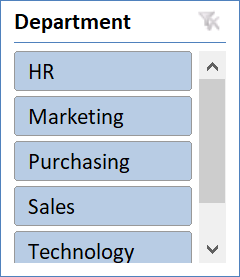 Department
HR
Marketing
Purchasing
Sales
Technology